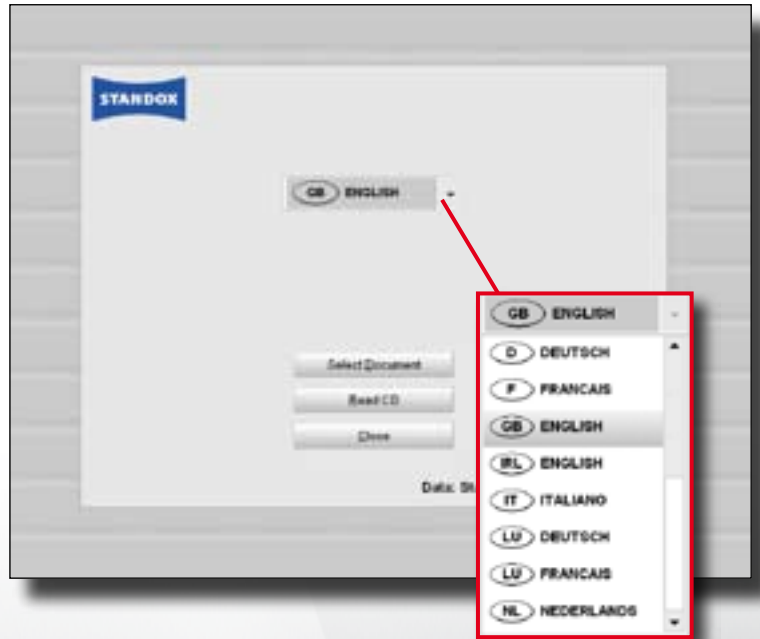 STANDOX
GB ENGLISH
Select Document
Read CD
Close
Data: St
GB ENGLISH
D DEUTSCH
F FRANCAIS
GB ENGLISH
IRL ENGLISH
IT ITALIANO
LU DEUTSCH
LU FRANCAIS
NL NEDERLANDS